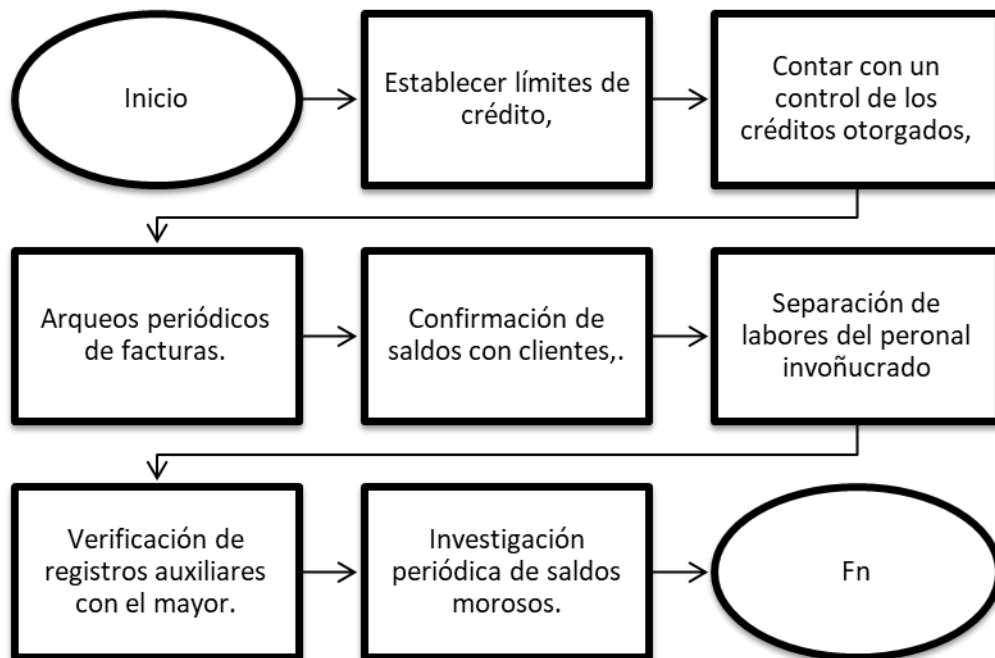 Inicio
Establecer límites de
crédito,
Contar con un
control de los
créditos otorgados,
Arqueos periódicos
de facturas.
Confirmación de
saldos con clientes,.
Separación de
labores del peronal
invoñucrado
Verificación de
registros auxiliares
con el mayor.
Investigación
periódica de saldos
morosos.
Fn